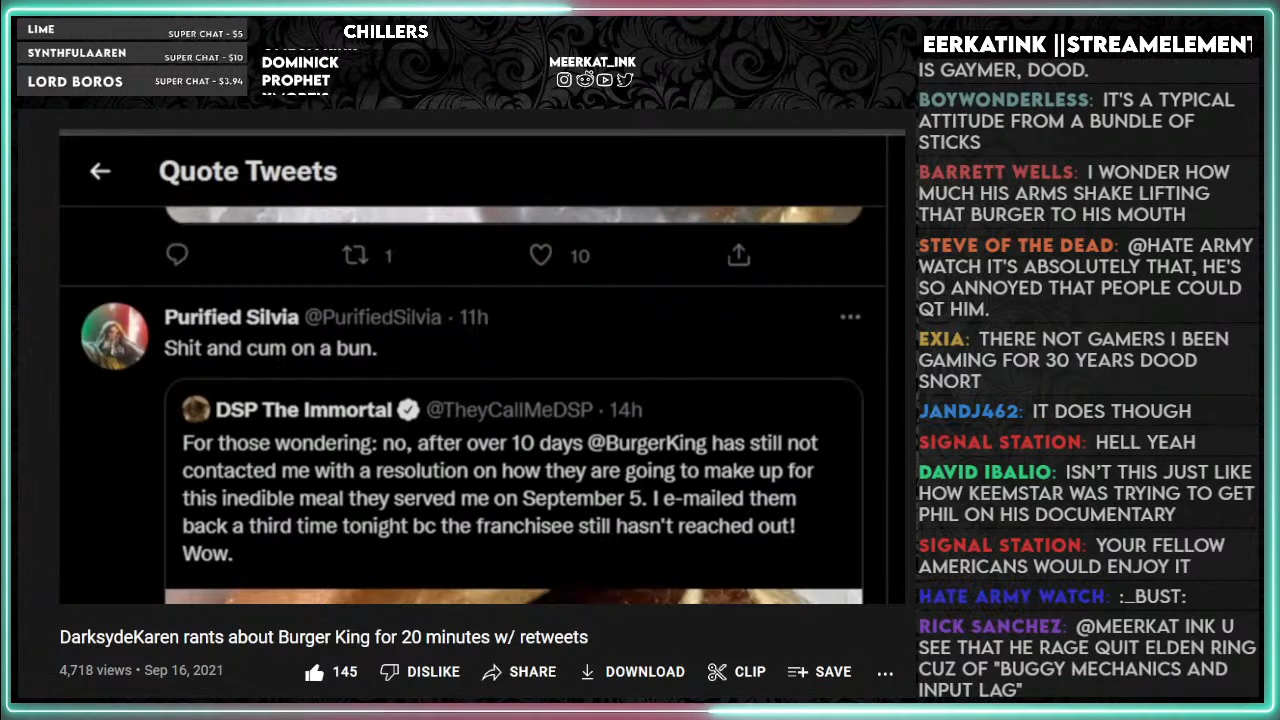 LIME SUPER CHAT - $5
SYNTHFULAAREN SUPER CHAT - $10
LORD BOROS SUPER CHAT - $3.94
CHILLERS
DOMINICK
PROPHET
MEERKAT_INK
Quote Tweets
1 10
Purified Silvia @PurifiedSilvia · 11h
Shit and cum on a bun.
DSP The Immortal @TheyCallMeDSP · 14h
For those wondering: no, after over 10 days @BurgerKing has still not
contacted me with a resolution on how they are going to make up for
this inedible meal they served me on September 5. I e-mailed them
back a third time tonight bc the franchisee still hasn't reached out!
Wow.
DarksydeKaren rants about Burger King for 20 minutes w/ retweets
4,718 views • Sep 16, 2021
145 DISLIKE SHARE DOWNLOAD CLIP SAVE
EERKATINK ||STREAMELEMENT
IS GAYMER, DOOD.
BOYWONDERLESS: IT'S A TYPICAL
ATTITUDE FROM A BUNDLE OF
STICKS
BARRETT WELLS: I WONDER HOW
MUCH HIS ARMS SHAKE LIFTING
THAT BURGER TO HIS MOUTH
STEVE OF THE DEAD: @HATE ARMY
WATCH IT'S ABSOLUTELY THAT, HE'S
SO ANNOYED THAT PEOPLE COULD
QT HIM.
EXIA: THERE NOT GAMERS I BEEN
GAMING FOR 30 YEARS DOOD
SNORT
JANDJ462: IT DOES THOUGH
SIGNAL STATION: HELL YEAH
DAVID IBALIO: ISN'T THIS JUST LIKE
HOW KEEMSTAR WAS TRYING TO GET
PHIL ON HIS DOCUMENTARY
SIGNAL STATION: YOUR FELLOW
AMERICANS WOULD ENJOY IT
HATE ARMY WATCH: :_BUST:
RICK SANCHEZ: @MEERKAT INK U
SEE THAT HE RAGE QUIT ELDEN RING
CUZ OF "BUGGY MECHANICS AND
INPUT LAG"